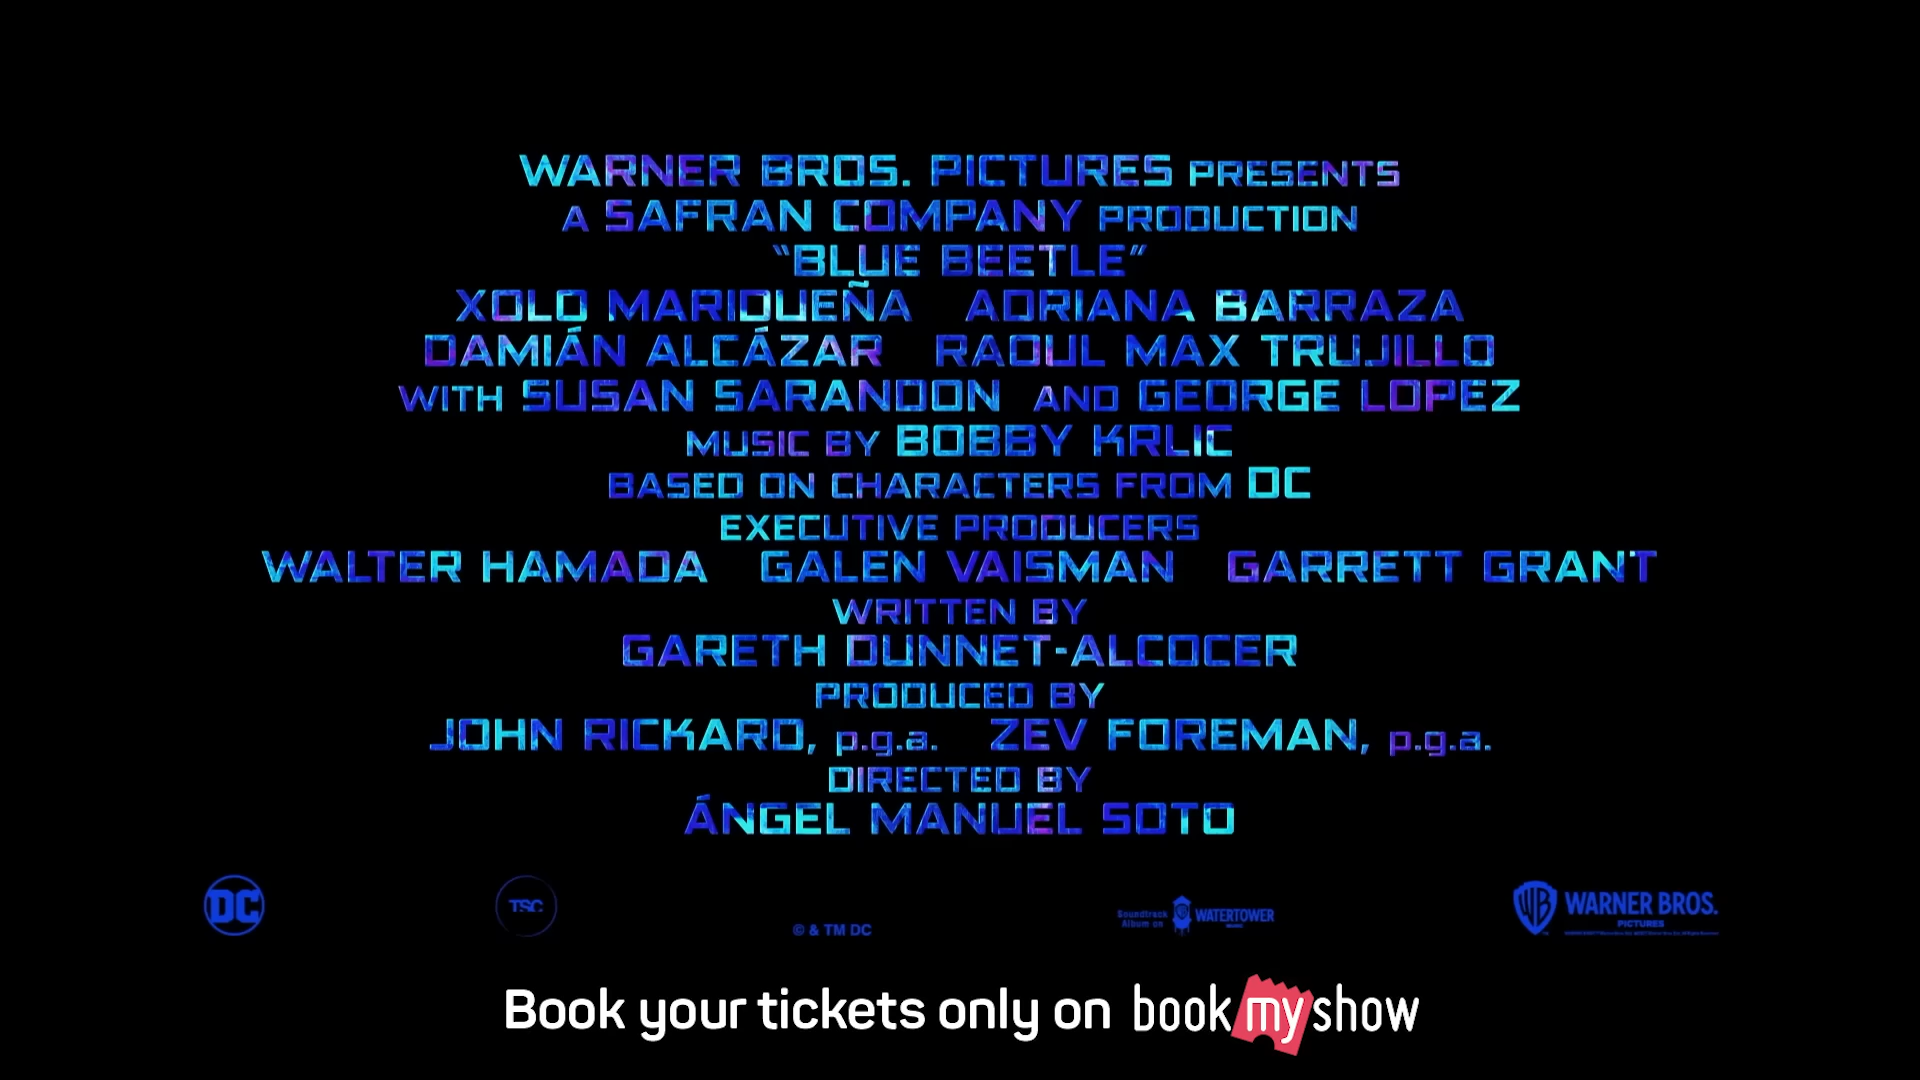 WARNER BROS. PICTURES PRESENTS
A SAFRAN COMPANY PRODUCTION
“BLUE BEETLE”
XOLO MARIDUEÑA ADRIANA BARRAZA
DAMIÁN ALCÁZAR RAOUL MAX TRUJILLO
WITH SUSAN SARANDON AND GEORGE LOPEZ
MUSIC BY BOBBY KRLIC
BASED ON CHARACTERS FROM DC
EXECUTIVE PRODUCERS
WALTER HAMADA GALEN VAISMAN GARRETT GRANT
WRITTEN BY
GARETH DUNNET-ALCOCER
PRODUCED BY
JOHN RICKARD, p.g.a. ZEV FOREMAN, p.g.a.
DIRECTED BY
ÁNGEL MANUEL SOTO
DC
TSC
© & TM DC
Soundtrack
Album on
WATERTOWER
MUSIC
WB
WARNER BROS.
PICTURES
Book your tickets only on bookmyshow